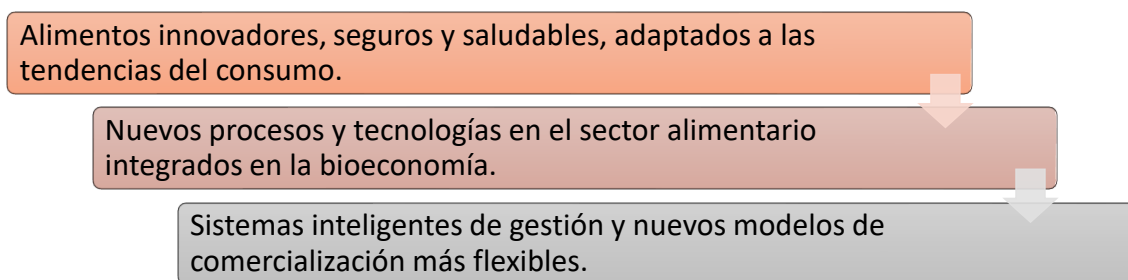 Alimentos innovadores, seguros y saludables, adaptados a las
tendencias del consumo.
Nuevos procesos y tecnologías en el sector alimentario
integrados en la bioeconomía.
Sistemas inteligentes de gestión y nuevos modelos de
comercialización más flexibles.